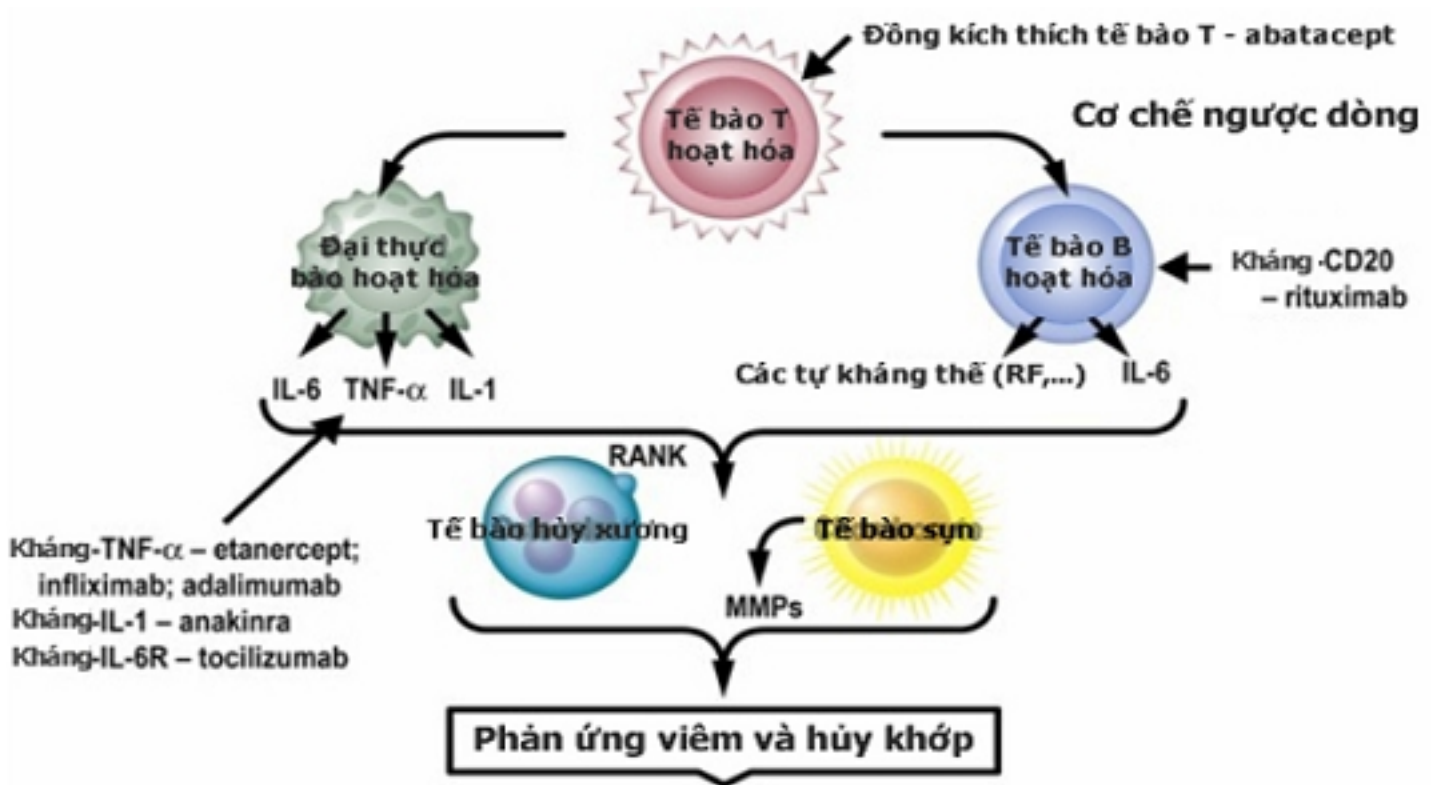 Đồng kích thích tế bào T - abatacept
Cơ chế ngược dòng
Tế bào T
hoạt hóa
Đại thực
bào hoạt hóa
Tế bào B
hoạt hóa
Kháng-CD20
– rituximab
IL-6 TNF-α IL-1
Các tự kháng thể (RF,...) IL-6
RANK
Tế bào hủy xương
Tế bào sụn
MMPs
Kháng-TNF-α – etanercept;
infliximab; adalimumab
Kháng-IL-1 – anakinra
Kháng-IL-6R – tocilizumab
Phản ứng viêm và hủy khớp